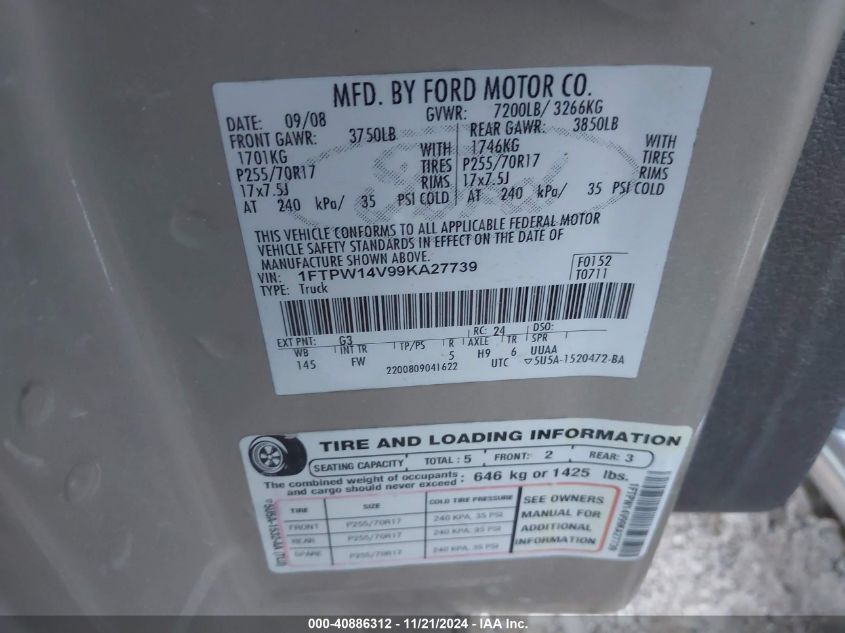 MFD. BY FORD MOTOR CO.
DATE: 09/08 GVWR: 7200LB/ 3266KG
FRONT GAWR: 3750LB REAR GAWR: 3850LB
1701KG WITH 1746KG WITH
P255/70R17 TIRES P255/70R17 TIRES
17x7.5J RIMS 17x7.5J RIMS
AT 240 kPa/ 35 PSI COLD AT 240 kPa/ 35 PSI COLD
THIS VEHICLE CONFORMS TO ALL APPLICABLE FEDERAL MOTOR
VEHICLE SAFETY STANDARDS IN EFFECT ON THE DATE OF
MANUFACTURE SHOWN ABOVE.
VIN: 1FTPW14V99KA27739 F0152
TYPE: Truck T0711
EXT PNT: G3 RC: 24 DSO:
WB INT TR TP/PS R AXLE TR SPR
145 FW 5 H9 6 UUAA
2200809041622 UTC ▽5U5A-1520472-BA
TIRE AND LOADING INFORMATION
SEATING CAPACITY TOTAL : 5 FRONT: 2 REAR: 3
The combined weight of occupants
and cargo should never exceed : 646 kg or 1425 lbs.
TIRE SIZE COLD TIRE PRESSURE
FRONT P255/70R17 240 KPA, 35 PSI
REAR P255/70R17 240 KPA, 35 PSI
SPARE P255/70R17 240 KPA, 35 PSI
SEE OWNERS
MANUAL FOR
ADDITIONAL
INFORMATION
1FTPW14V99KA27739
000-40886312 - 11/21/2024 - IAA Inc.